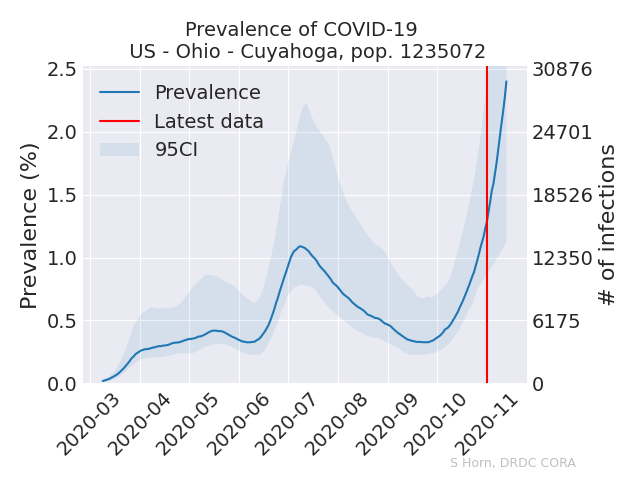 Prevalence of COVID-19
US - Ohio - Cuyahoga, pop. 1235072
Prevalence
Latest data
95CI
Prevalence (%)
2.5
2.0
1.5
1.0
0.5
0.0
30876
24701
18526
12350
6175
0
# of infections
2020-03
2020-04
2020-05
2020-06
2020-07
2020-08
2020-09
2020-10
2020-11
S Horn, DRDC CORA